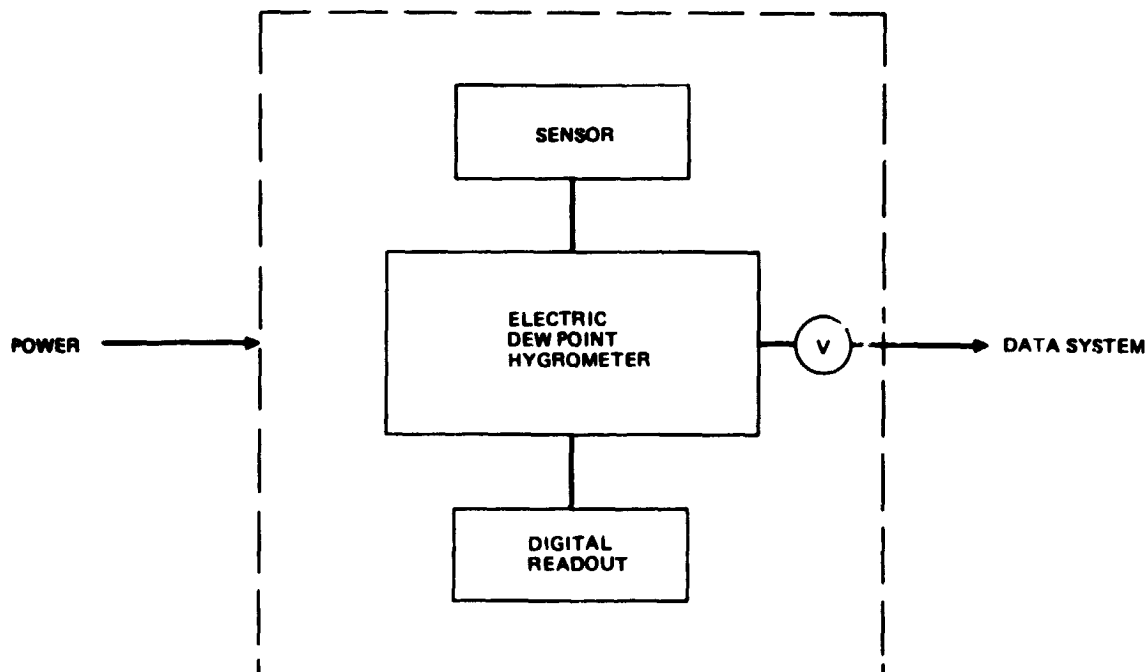 SENSOR
POWER
ELECTRIC
DEW POINT
HYGROMETER
V
DATA SYSTEM
DIGITAL
READOUT